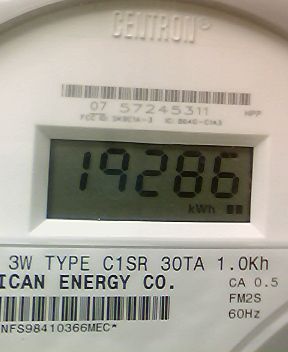 CENTRON®
07 57245311
HPP
19286
kWh
3W TYPE C1SR 30TA 1.0Kh
ICAN ENERGY CO.
CA 0.5
FM2S
60Hz
NFS98410366MEC*